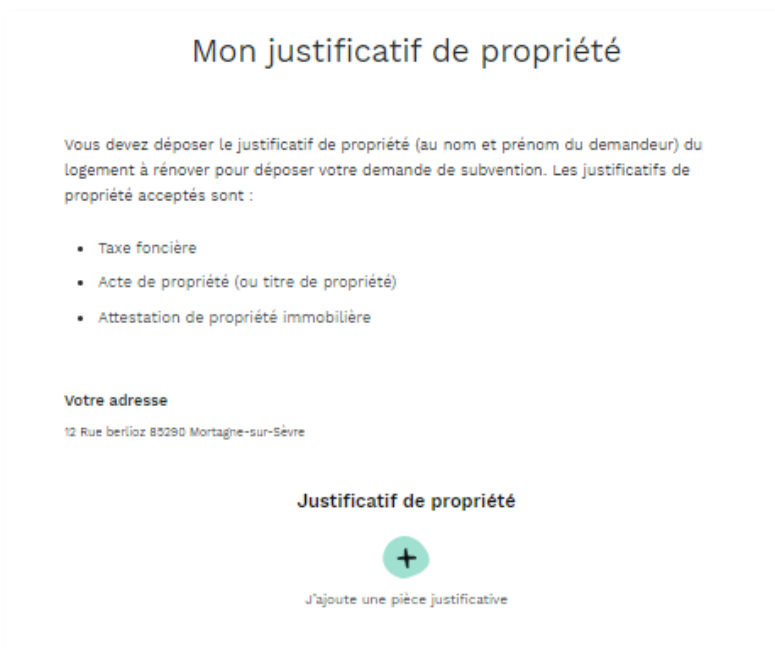 Mon justificatif de propriété
Vous devez déposer le justificatif de propriété (au nom et prénom du demandeur) du
logement à rénover pour déposer votre demande de subvention. Les justificatifs de
propriété acceptés sont :
• Taxe foncière
• Acte de propriété (ou titre de propriété)
• Attestation de propriété immobilière
Votre adresse
12 Rue berlioz 85290 Mortagne-sur-Sèvre
Justificatif de propriété
+
J'ajoute une pièce justificative